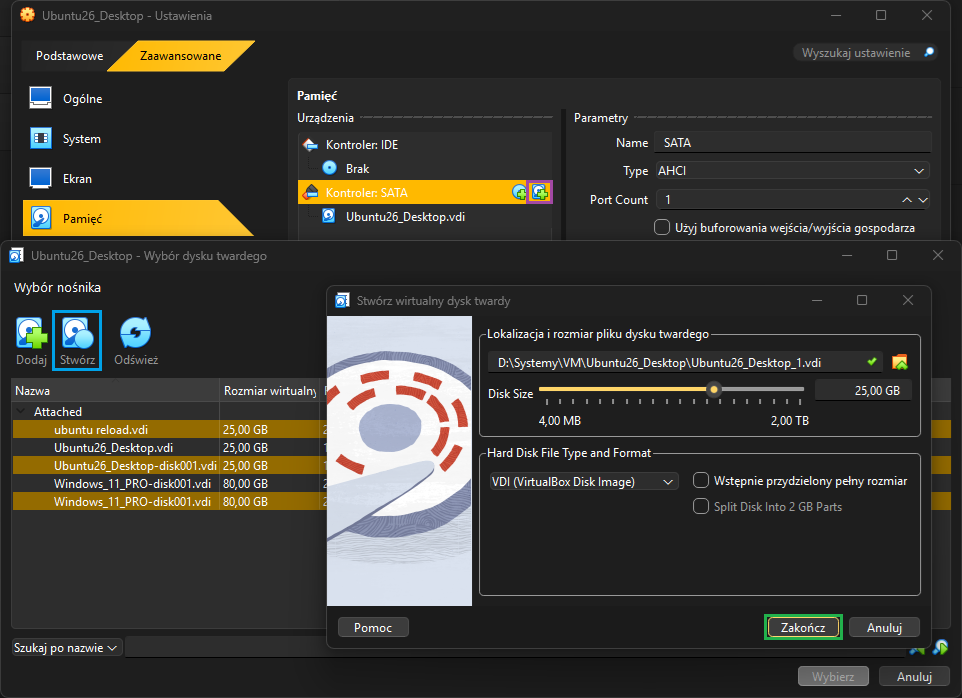 Ubuntu26_Desktop - Ustawienia
Podstawowe
Zaawansowane
Wyszukaj ustawienie
Ogólne
System
Ekran
Pamięć
Pamięć
Urządzenia
Kontroler: IDE
Brak
Kontroler: SATA
Ubuntu26_Desktop.vdi
Parametry
Name SATA
Type AHCI
Port Count 1
Użyj buforowania wejścia/wyjścia gospodarza
Ubuntu26_Desktop - Wybór dysku twardego
Wybór nośnika
Dodaj Stwórz Odśwież
Nazwa Rozmiar wirtualny
Attached
ubuntu reload.vdi 25,00 GB
Ubuntu26_Desktop.vdi 25,00 GB
Ubuntu26_Desktop-disk001.vdi 25,00 GB
Windows_11_PRO-disk001.vdi 80,00 GB
Windows_11_PRO-disk001.vdi 80,00 GB
Szukaj po nazwie
Wybierz Anuluj
Stwórz wirtualny dysk twardy
Lokalizacja i rozmiar pliku dysku twardego
D:\Systemy\VM\Ubuntu26_Desktop\Ubuntu26_Desktop_1.vdi
Disk Size 25,00 GB
4,00 MB 2,00 TB
Hard Disk File Type and Format
VDI (VirtualBox Disk Image) Wstępnie przydzielony pełny rozmiar
Split Disk Into 2 GB Parts
Pomoc Zakończ Anuluj